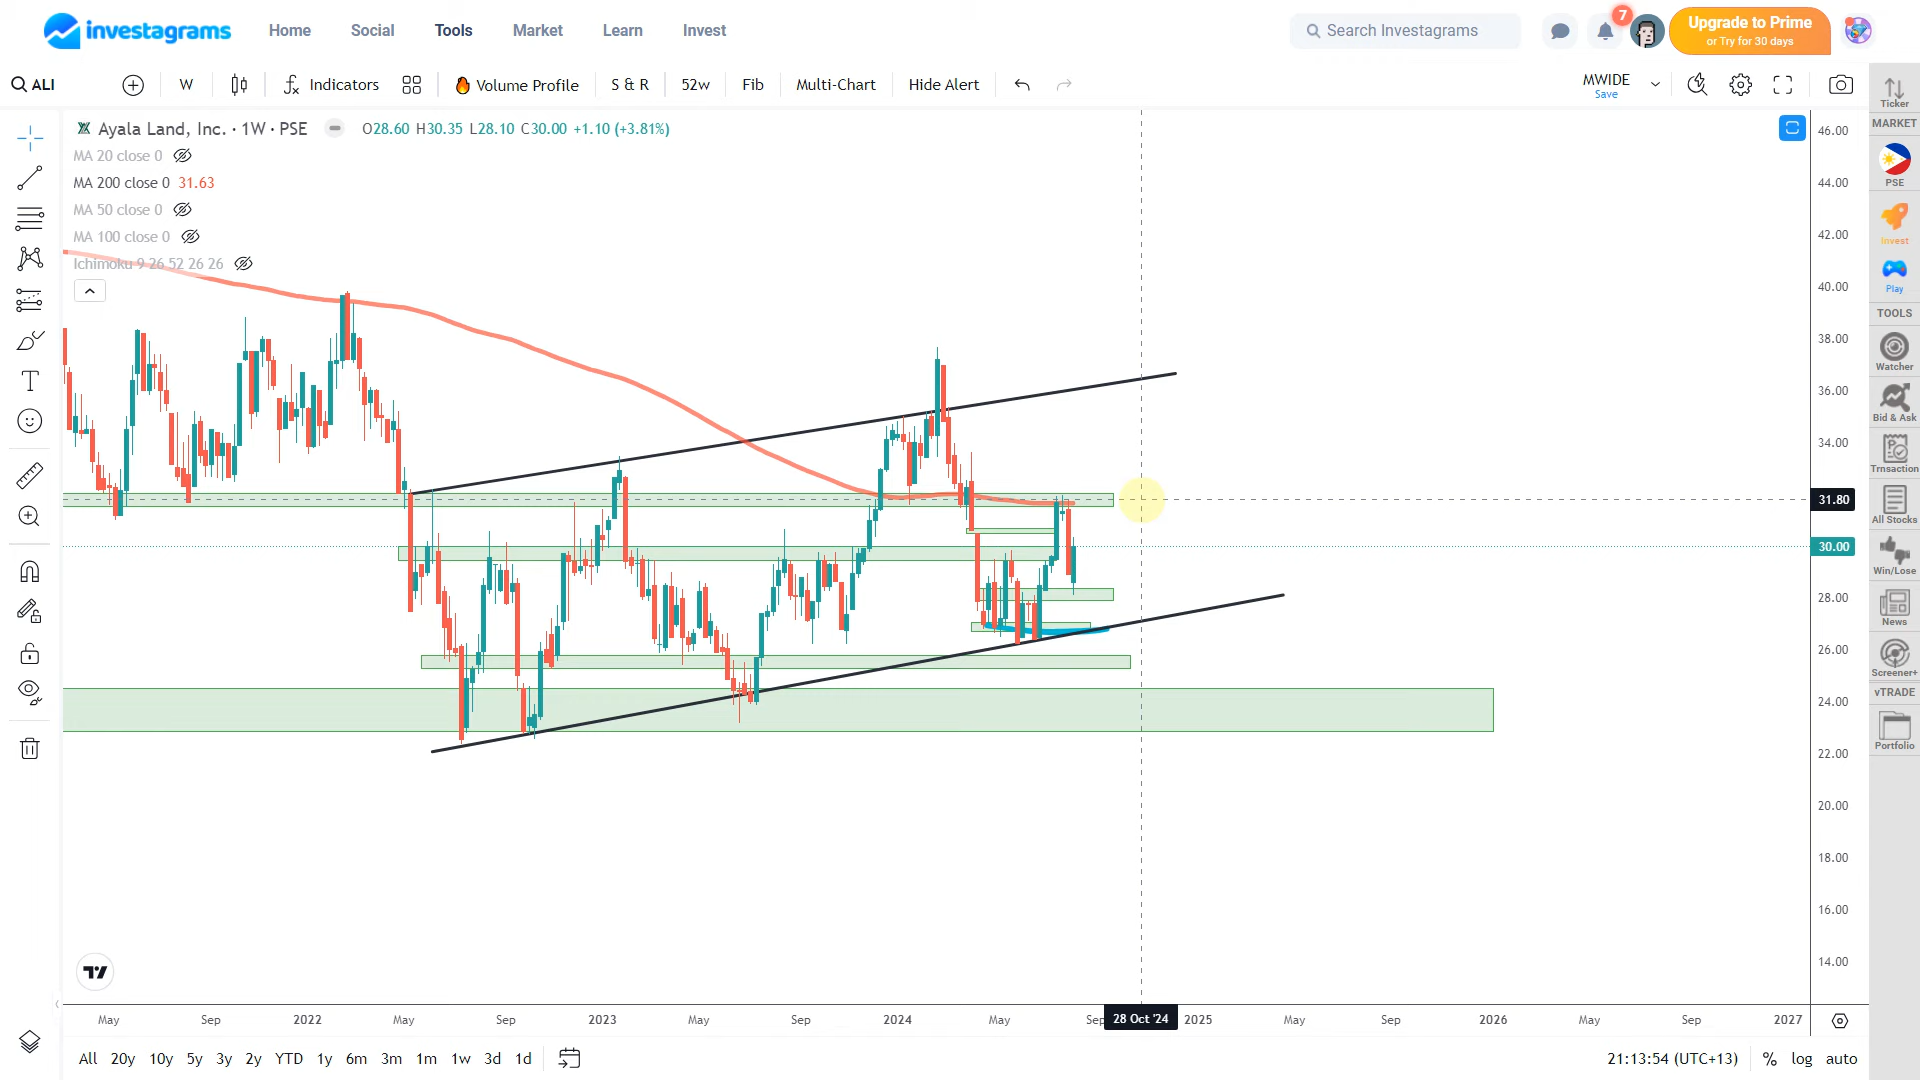 investagrams
Home Social Tools Market Learn Invest
Search Investagrams
7
Upgrade to Prime
or Try for 30 days
ALI W Indicators Volume Profile S & R 52w Fib Multi-Chart Hide Alert
MWIDE
Save
Ayala Land, Inc. · 1W · PSE O28.60 H30.35 L28.10 C30.00 +1.10 (+3.81%)
MA 20 close 0
MA 200 close 0 31.63
MA 50 close 0
MA 100 close 0
Ichimoku 9 26 52 26 26
46.00
44.00
42.00
40.00
38.00
36.00
34.00
31.80
30.00
28.00
26.00
24.00
22.00
20.00
18.00
16.00
14.00
Ticker
MARKET
PSE
Invest
Play
TOOLS
Watcher
Bid & Ask
Trnsaction
All Stocks
Win/Lose
News
Screener+
vTRADE
Portfolio
May Sep 2022 May Sep 2023 May Sep 2024 May Sep 28 Oct '24 2025 May Sep 2026 May Sep 2027
All 20y 10y 5y 3y 2y YTD 1y 6m 3m 1m 1w 3d 1d
21:13:54 (UTC+13) % log auto